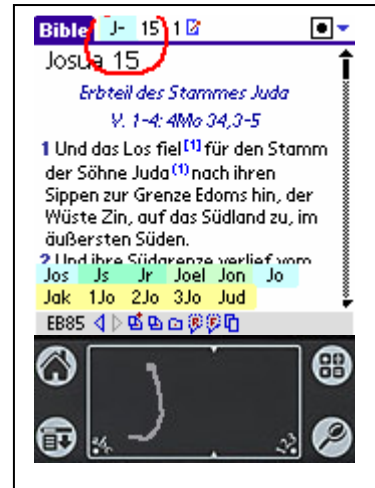 Bible J- 15 1
Josua 15
Erbteil des Stammes Juda
V. 1-4: 4Mo 34,3-5
1 Und das Los fiel[1] für den Stamm
der Söhne Juda(1) nach ihren
Sippen zur Grenze Edoms hin, der
Wüste Zin, auf das Südland zu, im
äußersten Süden.
2 Und ihre Südgrenze verlief vom
Jos Js Jr Joel Jon Jo
Jak 1Jo 2Jo 3Jo Jud
EB85